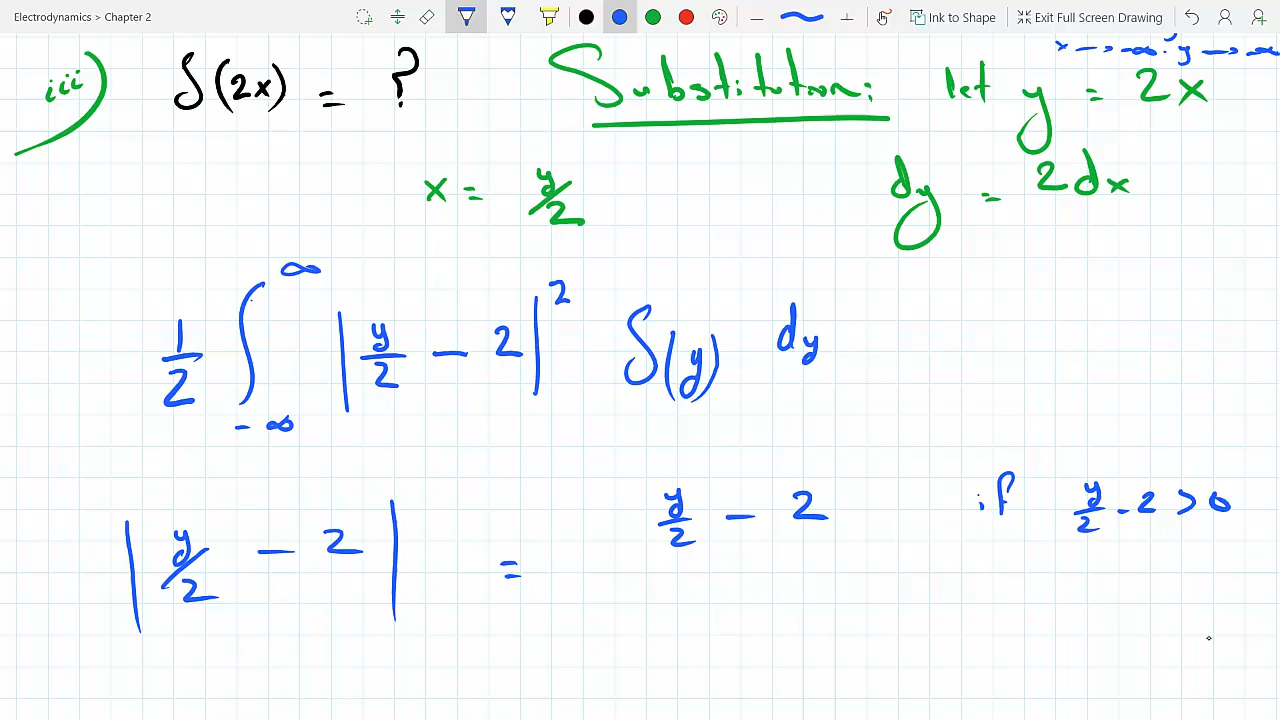 Electrodynamics > Chapter 2
Ink to Shape
Exit Full Screen Drawing
x → -∞ : y → -∞
iii) δ(2x) = ? Substitution: let y = 2x
x = y/2 dy = 2dx
1/2 ∫_{-∞}^{∞} |y/2 - 2|² δ(y) dy
|y/2 - 2| = y/2 - 2 if y/2 - 2 > 0